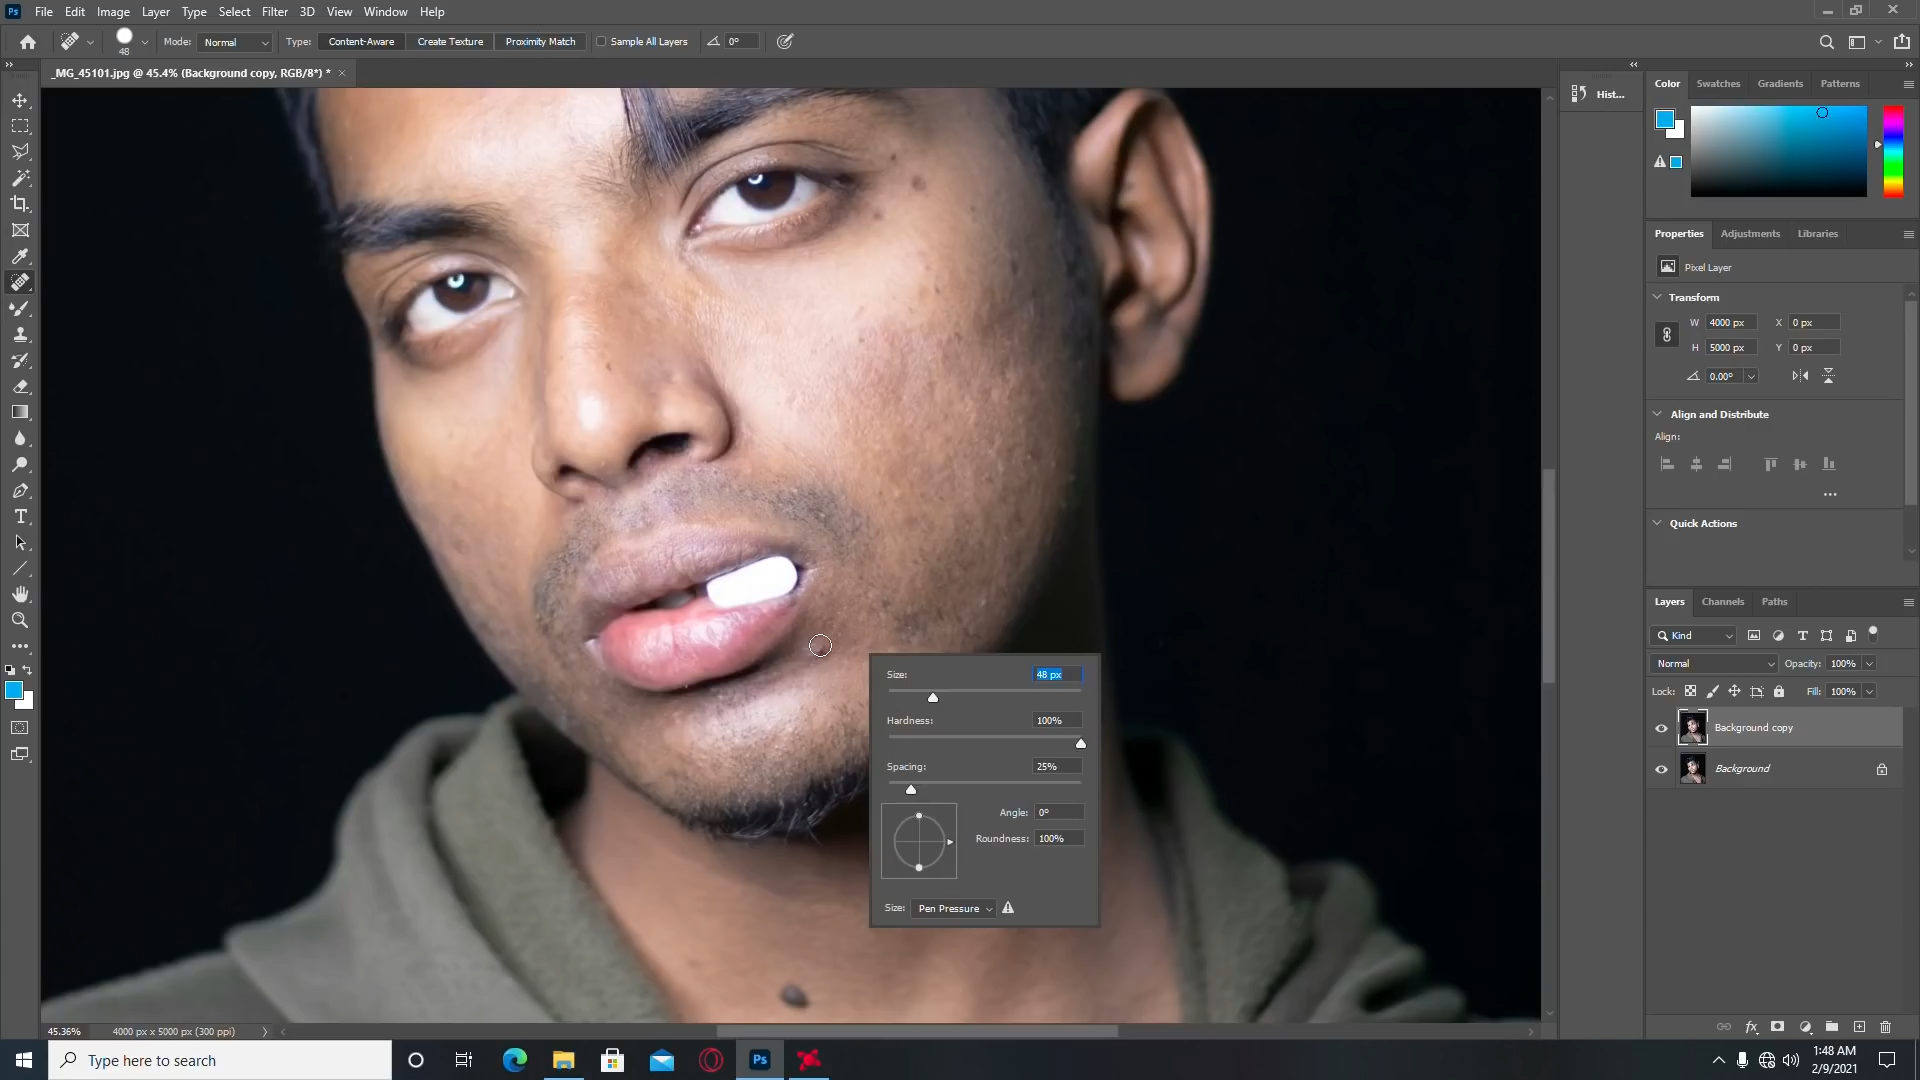 Ps File Edit Image Layer Type Select Filter 3D View Window Help
48 Mode: Normal Type: Content-Aware Create Texture Proximity Match Sample All Layers 0°
_MG_45101.jpg @ 45.4% (Background copy, RGB/8*) *
Hist...
Color Swatches Gradients Patterns
Properties Adjustments Libraries
Pixel Layer
Transform
W 4000 px X 0 px
H 5000 px Y 0 px
0.00°
Align and Distribute
Align:
Quick Actions
Layers Channels Paths
Kind
Normal Opacity: 100%
Lock: Fill: 100%
Background copy
Background
fx
Size: 48 px
Hardness: 100%
Spacing: 25%
Angle: 0°
Roundness: 100%
Size: Pen Pressure
45.36% 4000 px x 5000 px (300 ppi)
Type here to search
Ps
1:48 AM
2/9/2021